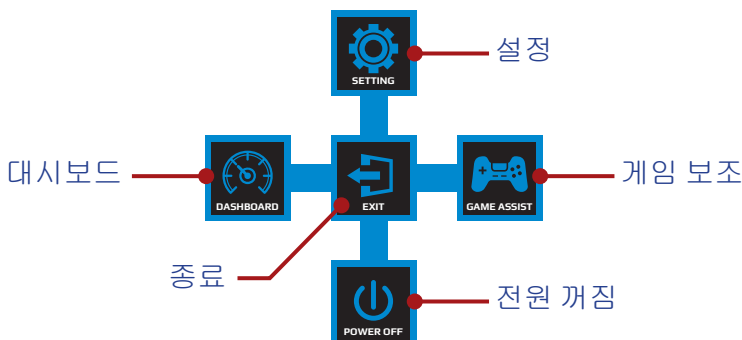 설정
SETTING
대시보드
게임 보조
DASHBOARD
EXIT
GAME ASSIST
종료
전원 꺼짐
POWER OFF